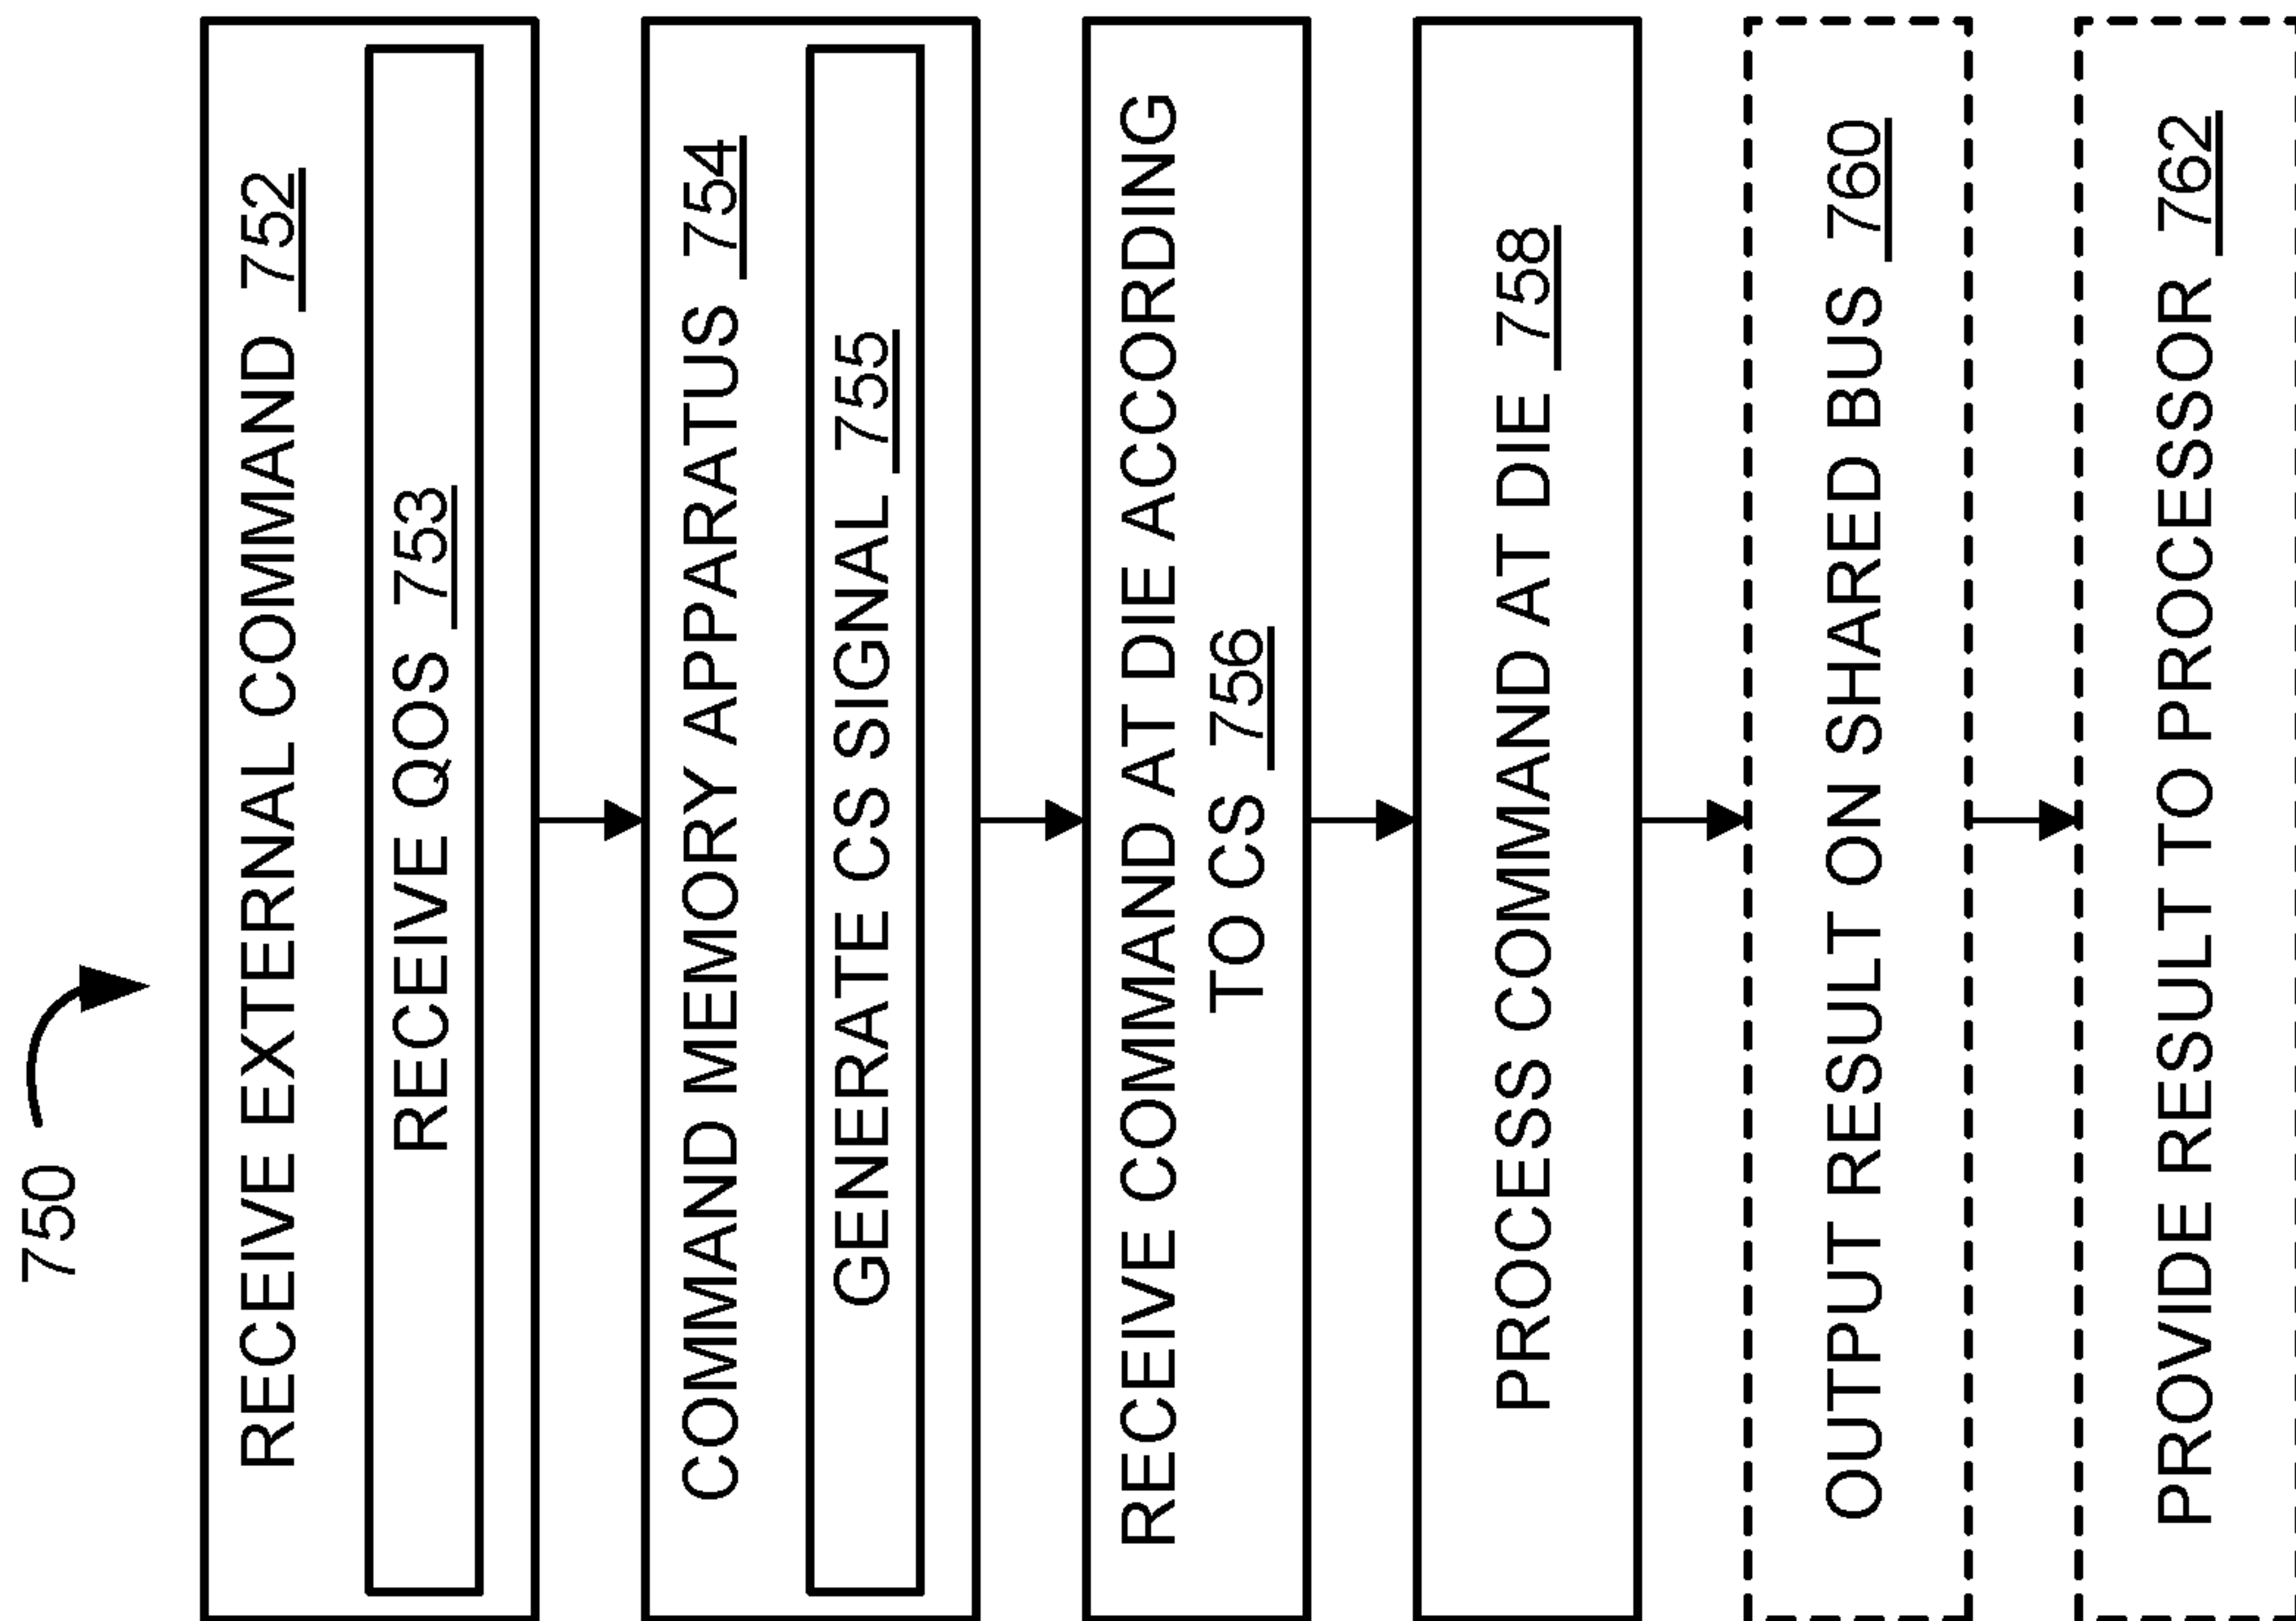 750
RECEIVE EXTERNAL COMMAND 752
RECEIVE QOS 753
COMMAND MEMORY APPARATUS 754
GENERATE CS SIGNAL 755
RECEIVE COMMAND AT DIE ACCORDING
TO CS 756
PROCESS COMMAND AT DIE 758
OUTPUT RESULT ON SHARED BUS 760
PROVIDE RESULT TO PROCESSOR 762